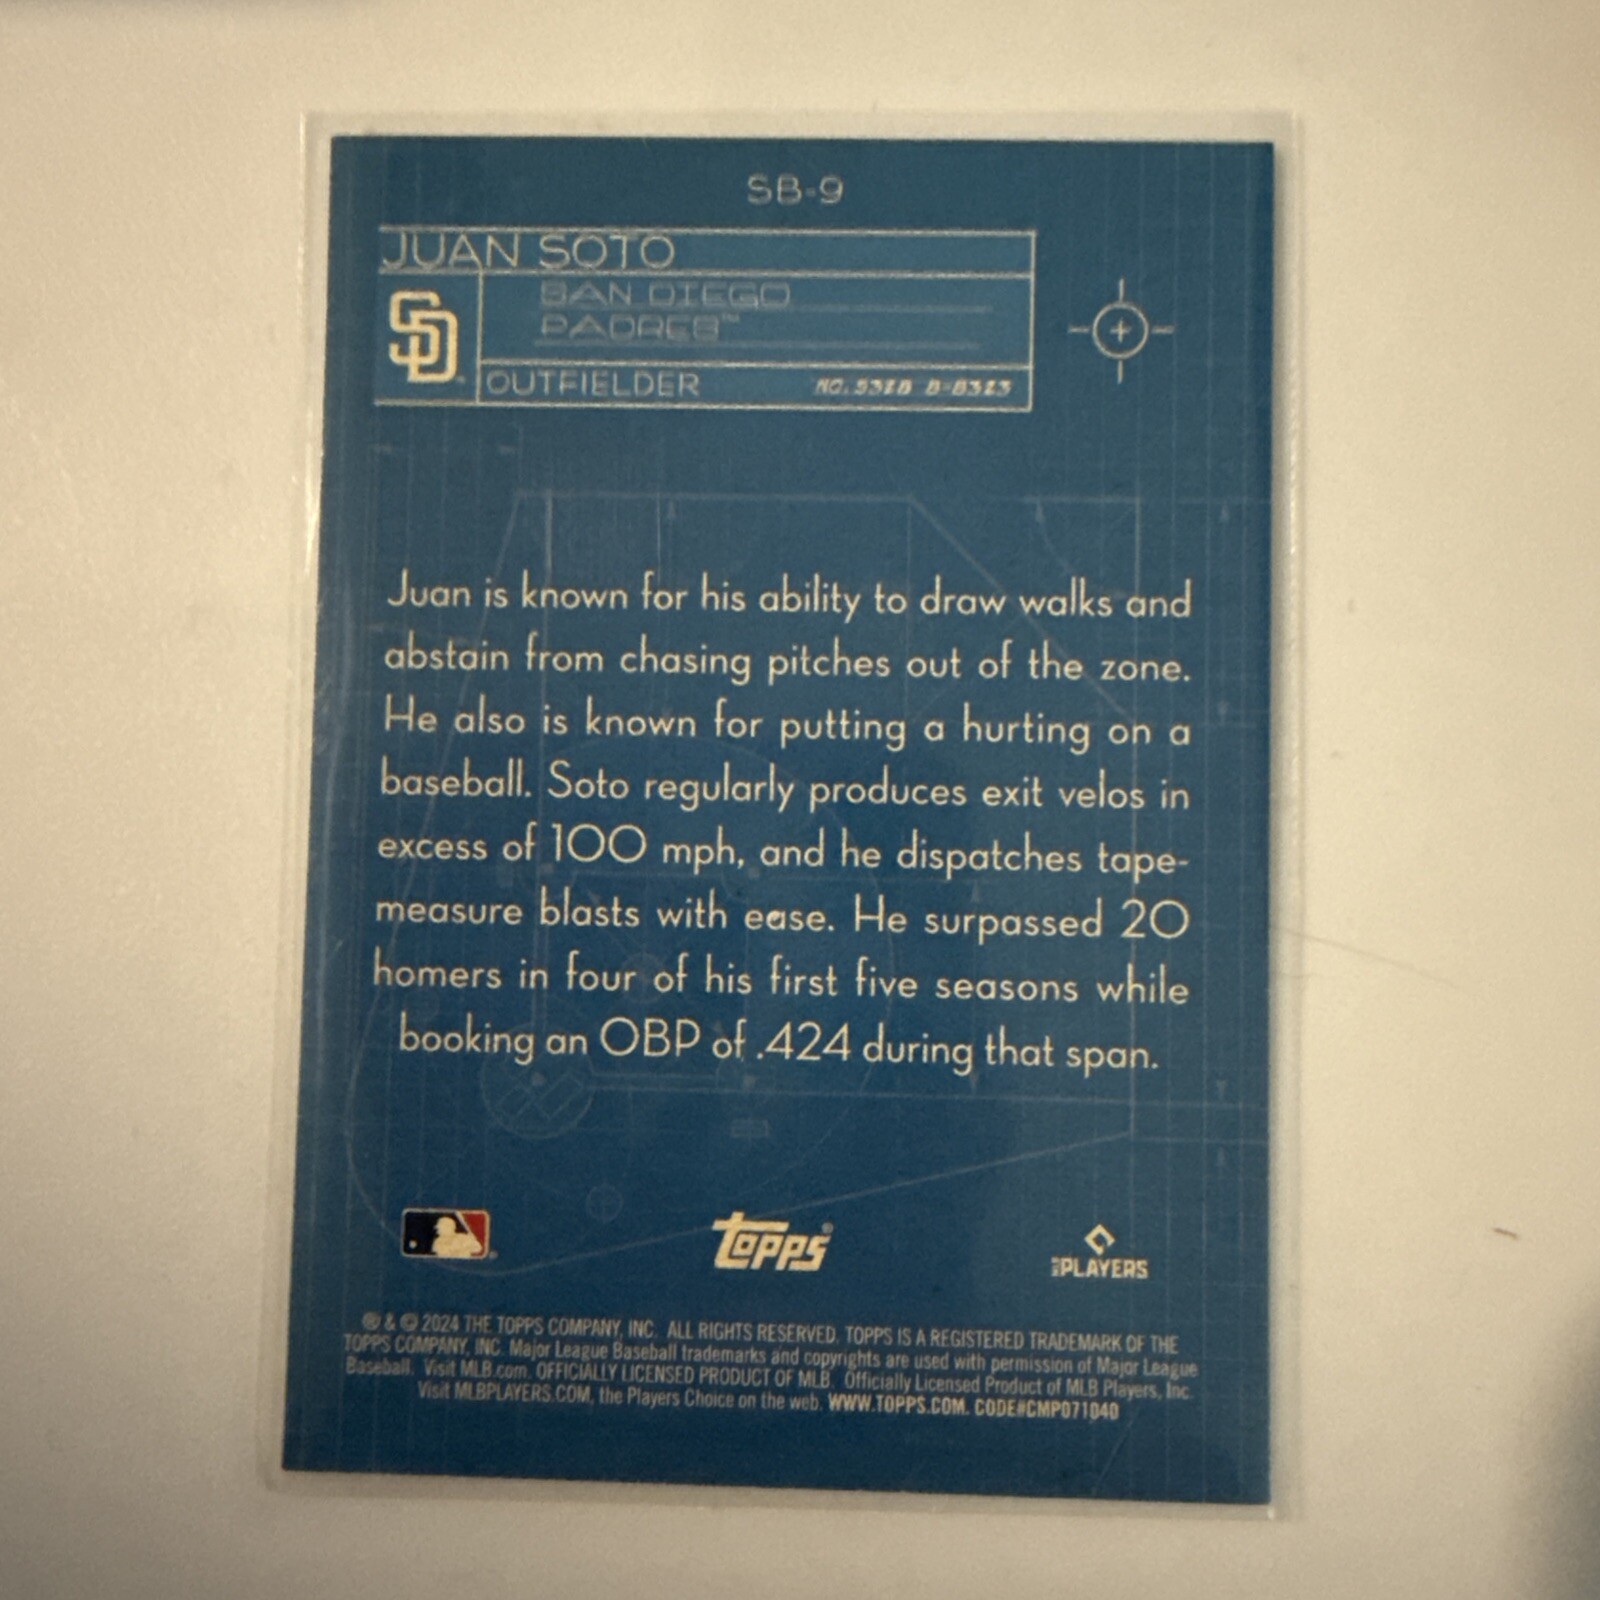 SB-9
JUAN SOTO
SD
SAN DIEGO
PADRES™
OUTFIELDER
NO. 5328 B-8323
Juan is known for his ability to draw walks and
abstain from chasing pitches out of the zone.
He also is known for putting a hurting on a
baseball. Soto regularly produces exit velos in
excess of 100 mph, and he dispatches tape-
measure blasts with ease. He surpassed 20
homers in four of his first five seasons while
booking an OBP of .424 during that span.
topps®
PLAYERS
® & © 2024 THE TOPPS COMPANY, INC. ALL RIGHTS RESERVED. TOPPS IS A REGISTERED TRADEMARK OF THE
TOPPS COMPANY, INC. Major League Baseball trademarks and copyrights are used with permission of Major League
Baseball. Visit MLB.com. OFFICIALLY LICENSED PRODUCT OF MLB. Officially Licensed Product of MLB Players, Inc.
Visit MLBPLAYERS.COM, the Players Choice on the web. WWW.TOPPS.COM. CODE#CMP071040